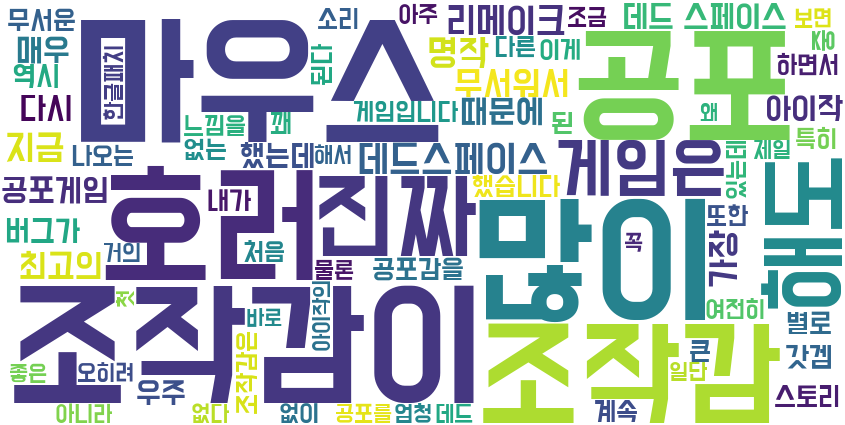 무서운
소리
아주
리메이크
조금
데드 스페이스
보면
매우
마우스
한글패치
된다
명작
다른
이게
공포
중
역시
하면서
다시
무서워서
느낌을
꽤
게임입니다
때문에
된
왜
아이작
지금
나오는
없는
했는데
해서
데드스페이스
게임은
있는데
제일
특히
공포게임
호러
내가
진짜
했습니다
많이
또한
도행
버그가
거의
처음
꼭
가장
최고의
물론
공포감을
조작감이
첫
바로
아이작의
조작감
여전히
별로
좋은
오히려
우주
조작감은
큰
일단
갓겜
스토리
아니라
없다
없이
공포를
엄청
데드
계속